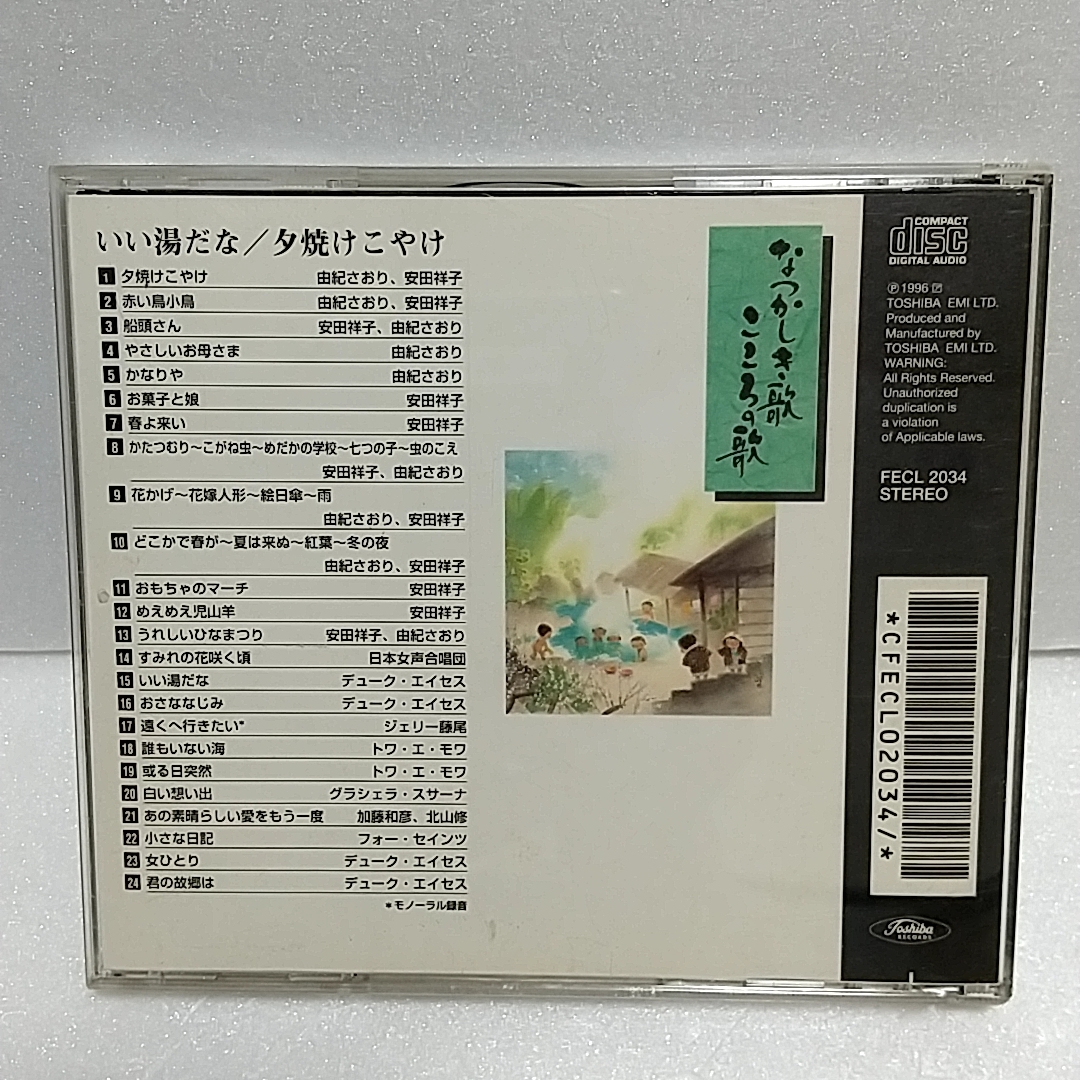 いい湯だな／夕焼けこやけ
1 夕焼けこやけ 由紀さおり、安田祥子
2 赤い鳥小鳥 由紀さおり、安田祥子
3 船頭さん 安田祥子、由紀さおり
4 やさしいお母さま 由紀さおり
5 かなりや 由紀さおり
6 お菓子と娘 安田祥子
7 春よ来い 安田祥子
8 かたつむり〜こがね虫〜めだかの学校〜七つの子〜虫のこえ
安田祥子、由紀さおり
9 花かげ〜花嫁人形〜絵日傘〜雨
由紀さおり、安田祥子
10 どこかで春が〜夏は来ぬ〜紅葉〜冬の夜
由紀さおり、安田祥子
11 おもちゃのマーチ 安田祥子
12 めえめえ児山羊 安田祥子
13 うれしいひなまつり 安田祥子、由紀さおり
14 すみれの花咲く頃 日本女声合唱団
15 いい湯だな デューク・エイセス
16 おさななじみ デューク・エイセス
17 遠くへ行きたい* ジェリー藤尾
18 誰もいない海 トワ・エ・モワ
19 或る日突然 トワ・エ・モワ
20 白い想い出 グラシェラ・スサーナ
21 あの素晴らしい愛をもう一度 加藤和彦、北山修
22 小さな日記 フォー・セインツ
23 女ひとり デューク・エイセス
24 君の故郷は デューク・エイセス
*モノーラル録音
なつかしき歌
こころの歌
COMPACT
disc
DIGITAL AUDIO
Ⓟ1996
TOSHIBA EMI LTD.
Produced and
Manufactured by
TOSHIBA EMI LTD.
WARNING:
All Rights Reserved.
Unauthorized
duplication is
a violation
of Applicable laws.
FECL 2034
STEREO
*CFECL02034/*
Toshiba
RECORDS